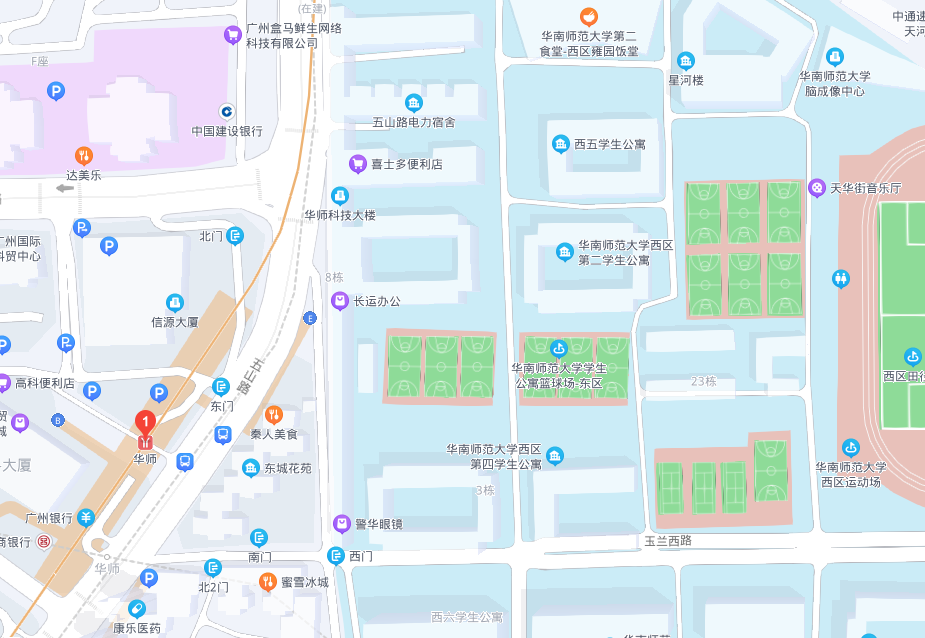 (在建)
广州盒马鲜生网络
科技有限公司
F座
P
中国建设银行
达美乐
华南师范大学第二
食堂-西区雍园饭堂
星河楼
华南师范大学
脑成像中心
中通速
天河
五山路电力宿舍
喜士多便利店
西五学生公寓
天华街音乐厅
华师科技大楼
北门
P
州国际
科贸中心
华南师范大学西区
第二学生公寓
8栋
长运办公
信源大厦
E
P
五山路
高科便利店
P
P
东门
B
1
华师
秦人美食
东城花苑
大厦
华南师范大学学生
公寓篮球场-东区
23栋
华南师范大学西区
第四学生公寓
3栋
华南师范大学
西区运动场
广州银行
商银行
警华眼镜
南门
西门
玉兰西路
华师
P
北2门
蜜雪冰城
康乐医药
西六学生公寓